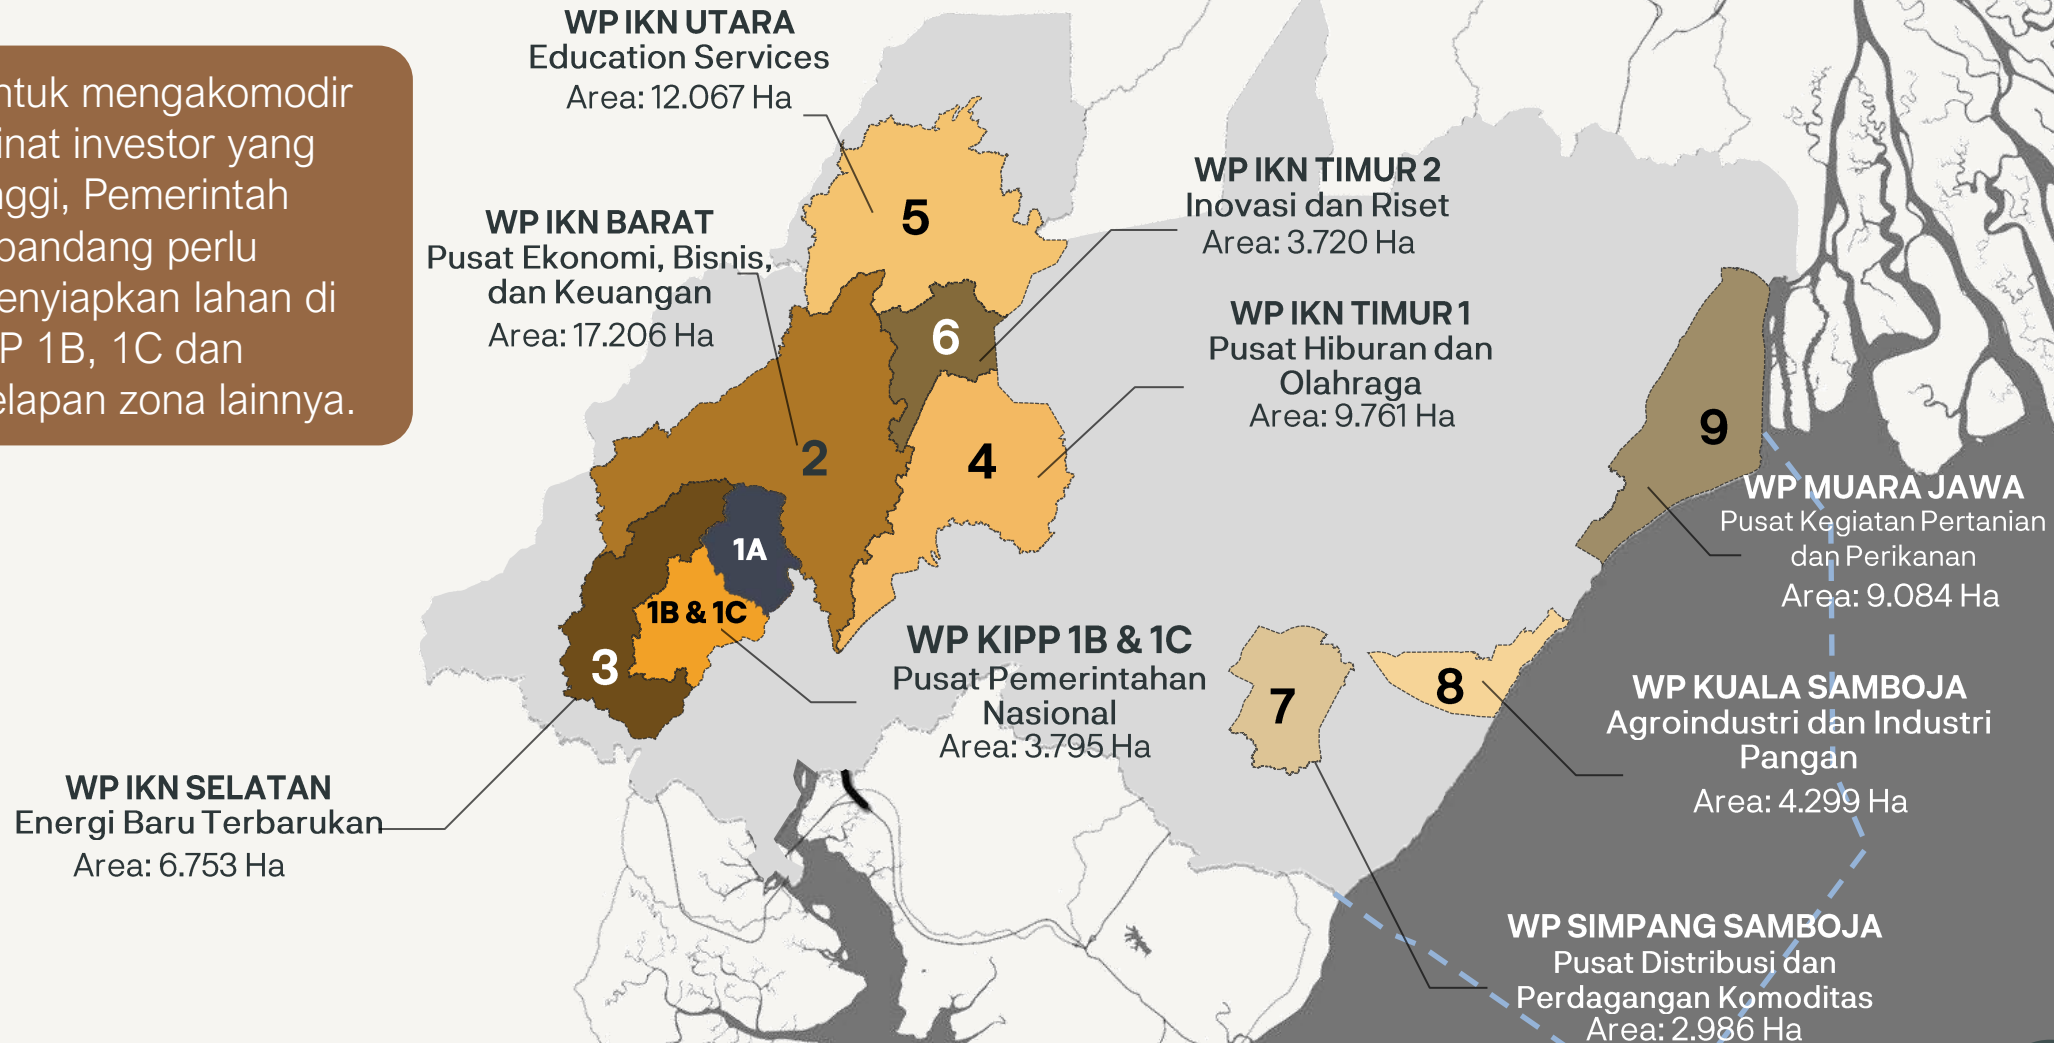 ntuk mengakomodir
inat investor yang
nggi, Pemerintah
pandang perlu
enyiapkan lahan di
P 1B, 1C dan
elapan zona lainnya.
WP IKN UTARA
Education Services
Area: 12.067 Ha
WP IKN BARAT
Pusat Ekonomi, Bisnis,
dan Keuangan
Area: 17.206 Ha
WP IKN TIMUR 2
Inovasi dan Riset
Area: 3.720 Ha
WP IKN TIMUR 1
Pusat Hiburan dan
Olahraga
Area: 9.761 Ha
5
6
2
4
9
1A
1B & 1C
3
7
8
WP MUARA JAWA
Pusat Kegiatan Pertanian
dan Perikanan
Area: 9.084 Ha
WP KIPP 1B & 1C
Pusat Pemerintahan
Nasional
Area: 3.795 Ha
WP KUALA SAMBOJA
Agroindustri dan Industri
Pangan
Area: 4.299 Ha
WP IKN SELATAN
Energi Baru Terbarukan
Area: 6.753 Ha
WP SIMPANG SAMBOJA
Pusat Distribusi dan
Perdagangan Komoditas
Area: 2.986 Ha